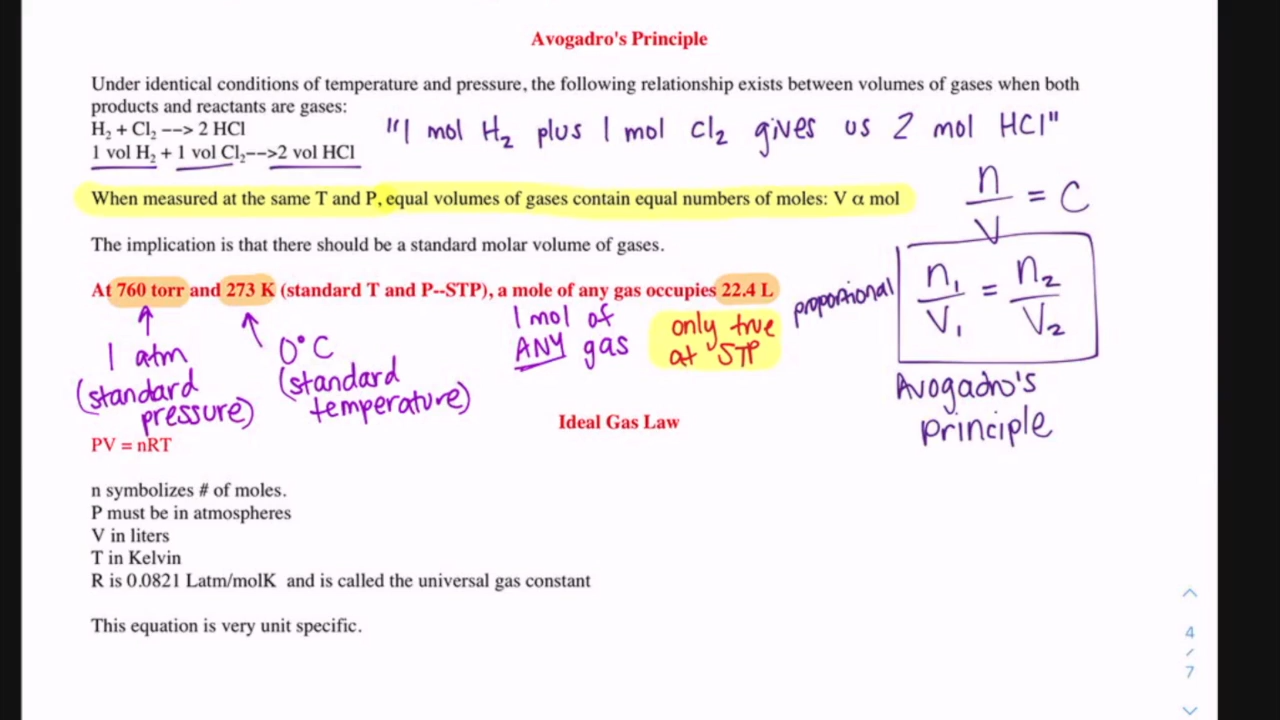 Avogadro's Principle
Under identical conditions of temperature and pressure, the following relationship exists between volumes of gases when both
products and reactants are gases:
H₂ + Cl₂ --> 2 HCl
"1 mol H₂ plus 1 mol Cl₂ gives us 2 mol HCl"
1 vol H₂ + 1 vol Cl₂-->2 vol HCl
When measured at the same T and P, equal volumes of gases contain equal numbers of moles: V α mol
n/V = C
The implication is that there should be a standard molar volume of gases.
At 760 torr and 273 K (standard T and P--STP), a mole of any gas occupies 22.4 L
proportional
n₁/V₁ = n₂/V₂
Avogadro's
Principle
1 atm
(standard
pressure)
0°C
(standard
temperature)
1 mol of
ANY gas
only true
at STP
Ideal Gas Law
PV = nRT
n symbolizes # of moles.
P must be in atmospheres
V in liters
T in Kelvin
R is 0.0821 Latm/molK and is called the universal gas constant
This equation is very unit specific.
4
/
7